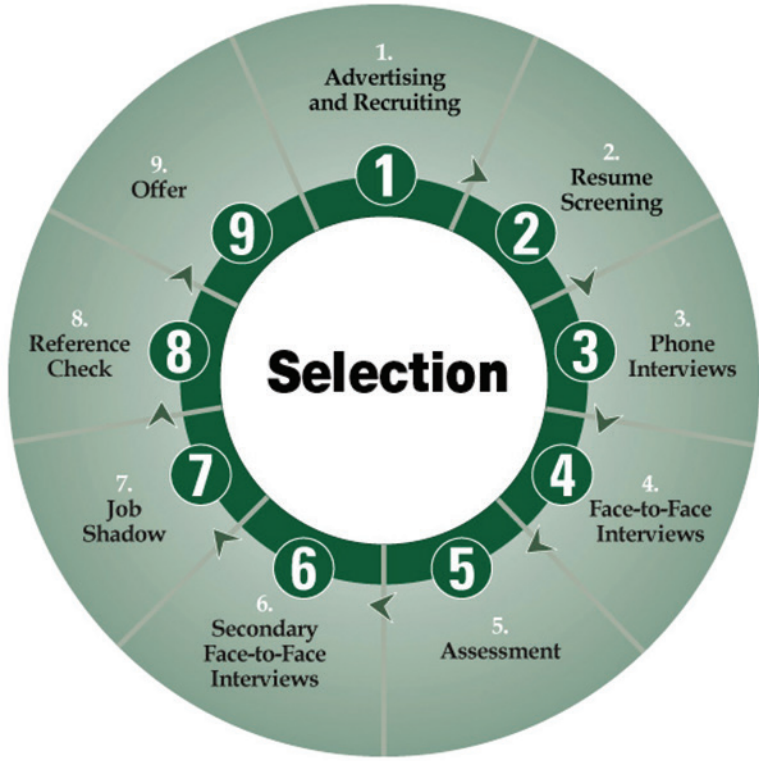 1.
Advertising
and Recruiting
2.
Resume
Screening
3.
Phone
Interviews
4.
Face-to-Face
Interviews
5.
Assessment
6.
Secondary
Face-to-Face
Interviews
7.
Job
Shadow
8.
Reference
Check
9.
Offer
1
2
3
4
5
6
7
8
9
Selection